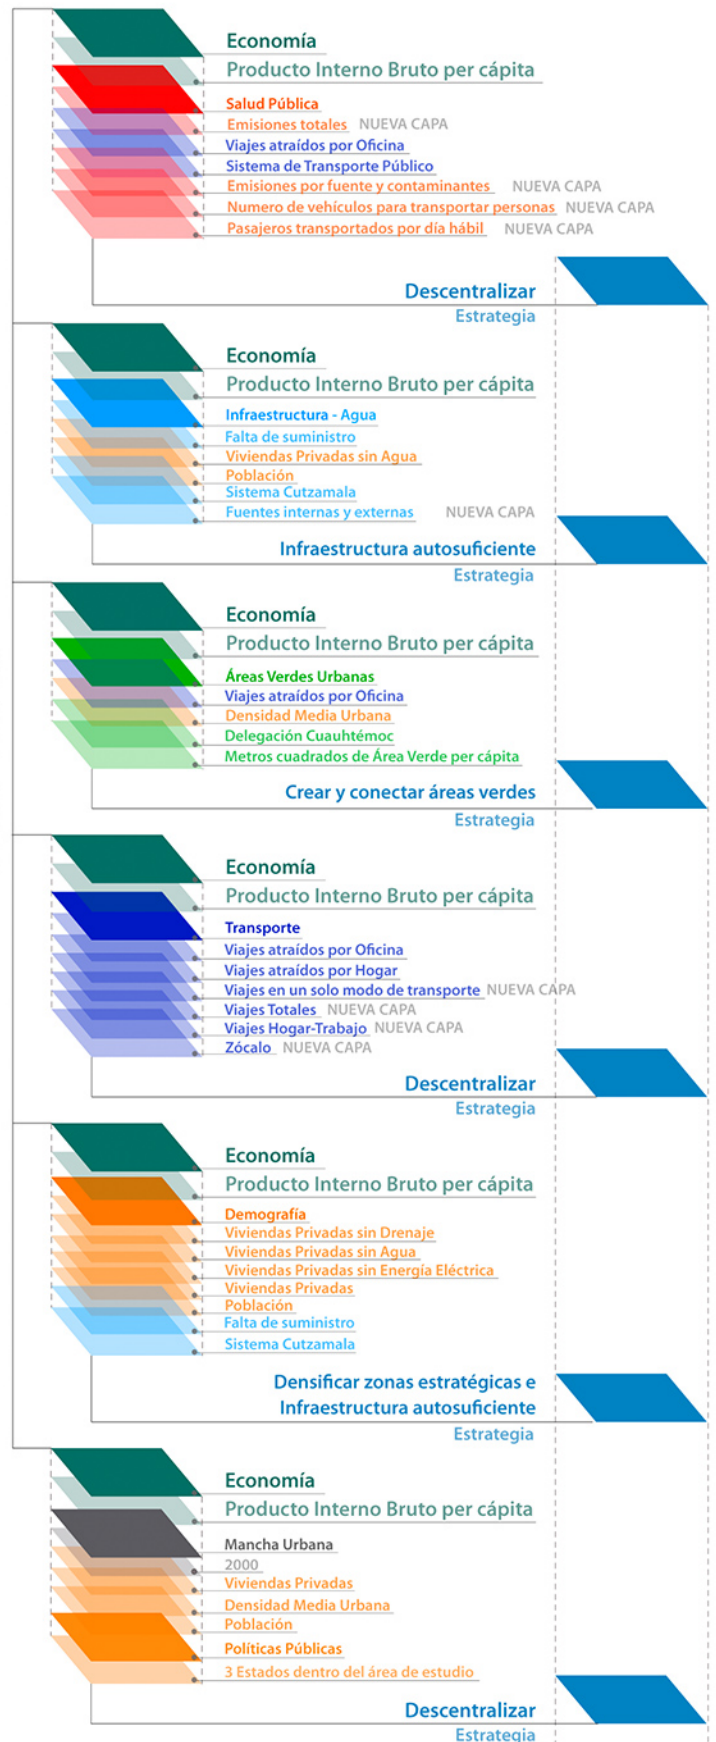 Economía
Producto Interno Bruto per cápita
Salud Pública
Emisiones totales NUEVA CAPA
Viajes atraídos por Oficina
Sistema de Transporte Público
Emisiones por fuente y contaminantes NUEVA CAPA
Numero de vehículos para transportar personas NUEVA CAPA
Pasajeros transportados por día hábil NUEVA CAPA
Descentralizar
Estrategia
Economía
Producto Interno Bruto per cápita
Infraestructura - Agua
Falta de suministro
Viviendas Privadas sin Agua
Población
Sistema Cutzamala
Fuentes internas y externas NUEVA CAPA
Infraestructura autosuficiente
Estrategia
Economía
Producto Interno Bruto per cápita
Áreas Verdes Urbanas
Viajes atraídos por Oficina
Densidad Media Urbana
Delegación Cuauhtémoc
Metros cuadrados de Área Verde per cápita
Crear y conectar áreas verdes
Estrategia
Economía
Producto Interno Bruto per cápita
Transporte
Viajes atraídos por Oficina
Viajes atraídos por Hogar
Viajes en un solo modo de transporte NUEVA CAPA
Viajes Totales NUEVA CAPA
Viajes Hogar-Trabajo NUEVA CAPA
Zócalo NUEVA CAPA
Descentralizar
Estrategia
Economía
Producto Interno Bruto per cápita
Demografía
Viviendas Privadas sin Drenaje
Viviendas Privadas sin Agua
Viviendas Privadas sin Energía Eléctrica
Viviendas Privadas
Población
Falta de suministro
Sistema Cutzamala
Densificar zonas estratégicas e
Infraestructura autosuficiente
Estrategia
Economía
Producto Interno Bruto per cápita
Mancha Urbana
2000
Viviendas Privadas
Densidad Media Urbana
Población
Políticas Públicas
3 Estados dentro del área de estudio
Descentralizar
Estrategia